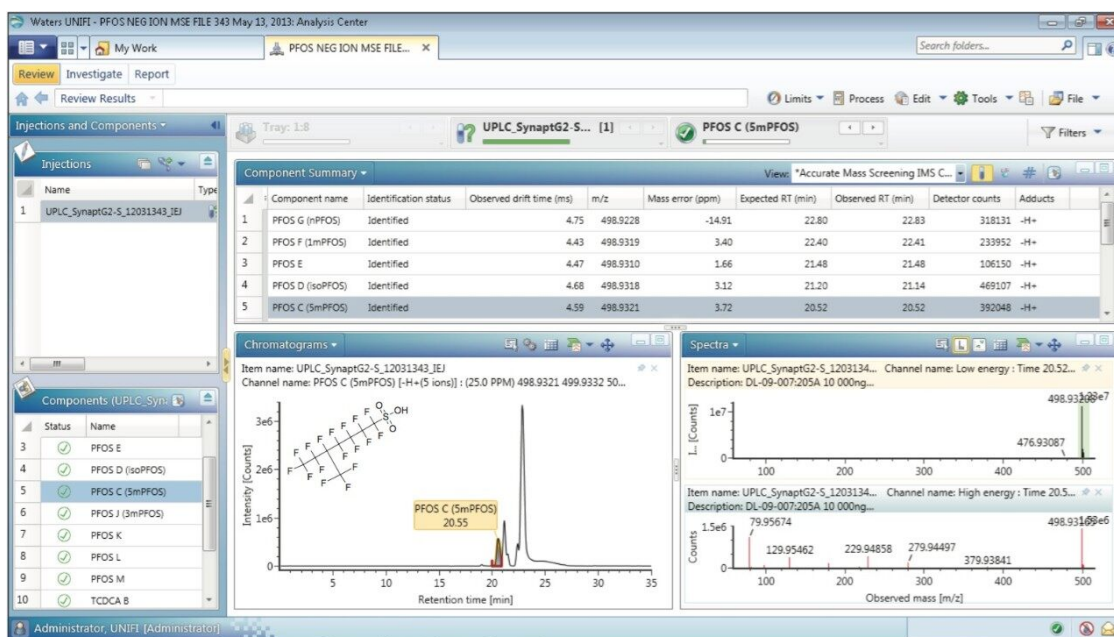 Waters UNIFI - PFOS NEG ION MSE FILE 343 May 13, 2013: Analysis Center
My Work
PFOS NEG ION MSE FILE... ×
Search folders...
Review Investigate Report
Review Results
Limits Process Edit Tools File
Injections and Components
Tray: 1:8
UPLC_SynaptG2-S... [1]
PFOS C (5mPFOS)
Filters
Injections
Name Type
1 UPLC_SynaptG2-S_12031343_IEJ
Component Summary
View: *Accurate Mass Screening IMS C...
Component name Identification status Observed drift time (ms) m/z Mass error (ppm) Expected RT (min) Observed RT (min) Detector counts Adducts
1 PFOS G (nPFOS) Identified 4.75 498.9228 -14.91 22.80 22.83 318131 -H+
2 PFOS F (1mPFOS) Identified 4.43 498.9319 3.40 22.40 22.41 233952 -H+
3 PFOS E Identified 4.47 498.9310 1.66 21.48 21.48 106150 -H+
4 PFOS D (isoPFOS) Identified 4.68 498.9318 3.12 21.20 21.14 469107 -H+
5 PFOS C (5mPFOS) Identified 4.59 498.9321 3.72 20.52 20.52 392048 -H+
Components (UPLC_Syn
Status Name
3 PFOS E
4 PFOS D (isoPFOS)
5 PFOS C (5mPFOS)
6 PFOS J (3mPFOS)
7 PFOS K
8 PFOS L
9 PFOS M
10 TCDCA B
Chromatograms
Item name: UPLC_SynaptG2-S_12031343_IEJ
Channel name: PFOS C (5mPFOS) [-H+(5 ions)] : (25.0 PPM) 498.9321 499.9332 50...
Intensity [Counts]
3e6
2e6
1e6
0
F F F F F F F F F F F F F F F F F
O S OH O
PFOS C (5mPFOS)
20.55
5 10 15 20 25 30 35
Retention time [min]
Spectra
Item name: UPLC_SynaptG2-S_1203134... Channel name: Low energy : Time 20.52...
Description: DL-09-007:205A 10 000ng...
498.93206
476.93087
I... [Counts]
1e7
0
100 200 300 400 500
Item name: UPLC_SynaptG2-S_1203134... Channel name: High energy : Time 20.5...
Description: DL-09-007:205A 10 000ng...
Counts
1.5e6
0
79.95674
129.95462
229.94858
279.94497
379.93841
100 200 300 400 500
Observed mass [m/z]
Administrator, UNIFI [Administrator]